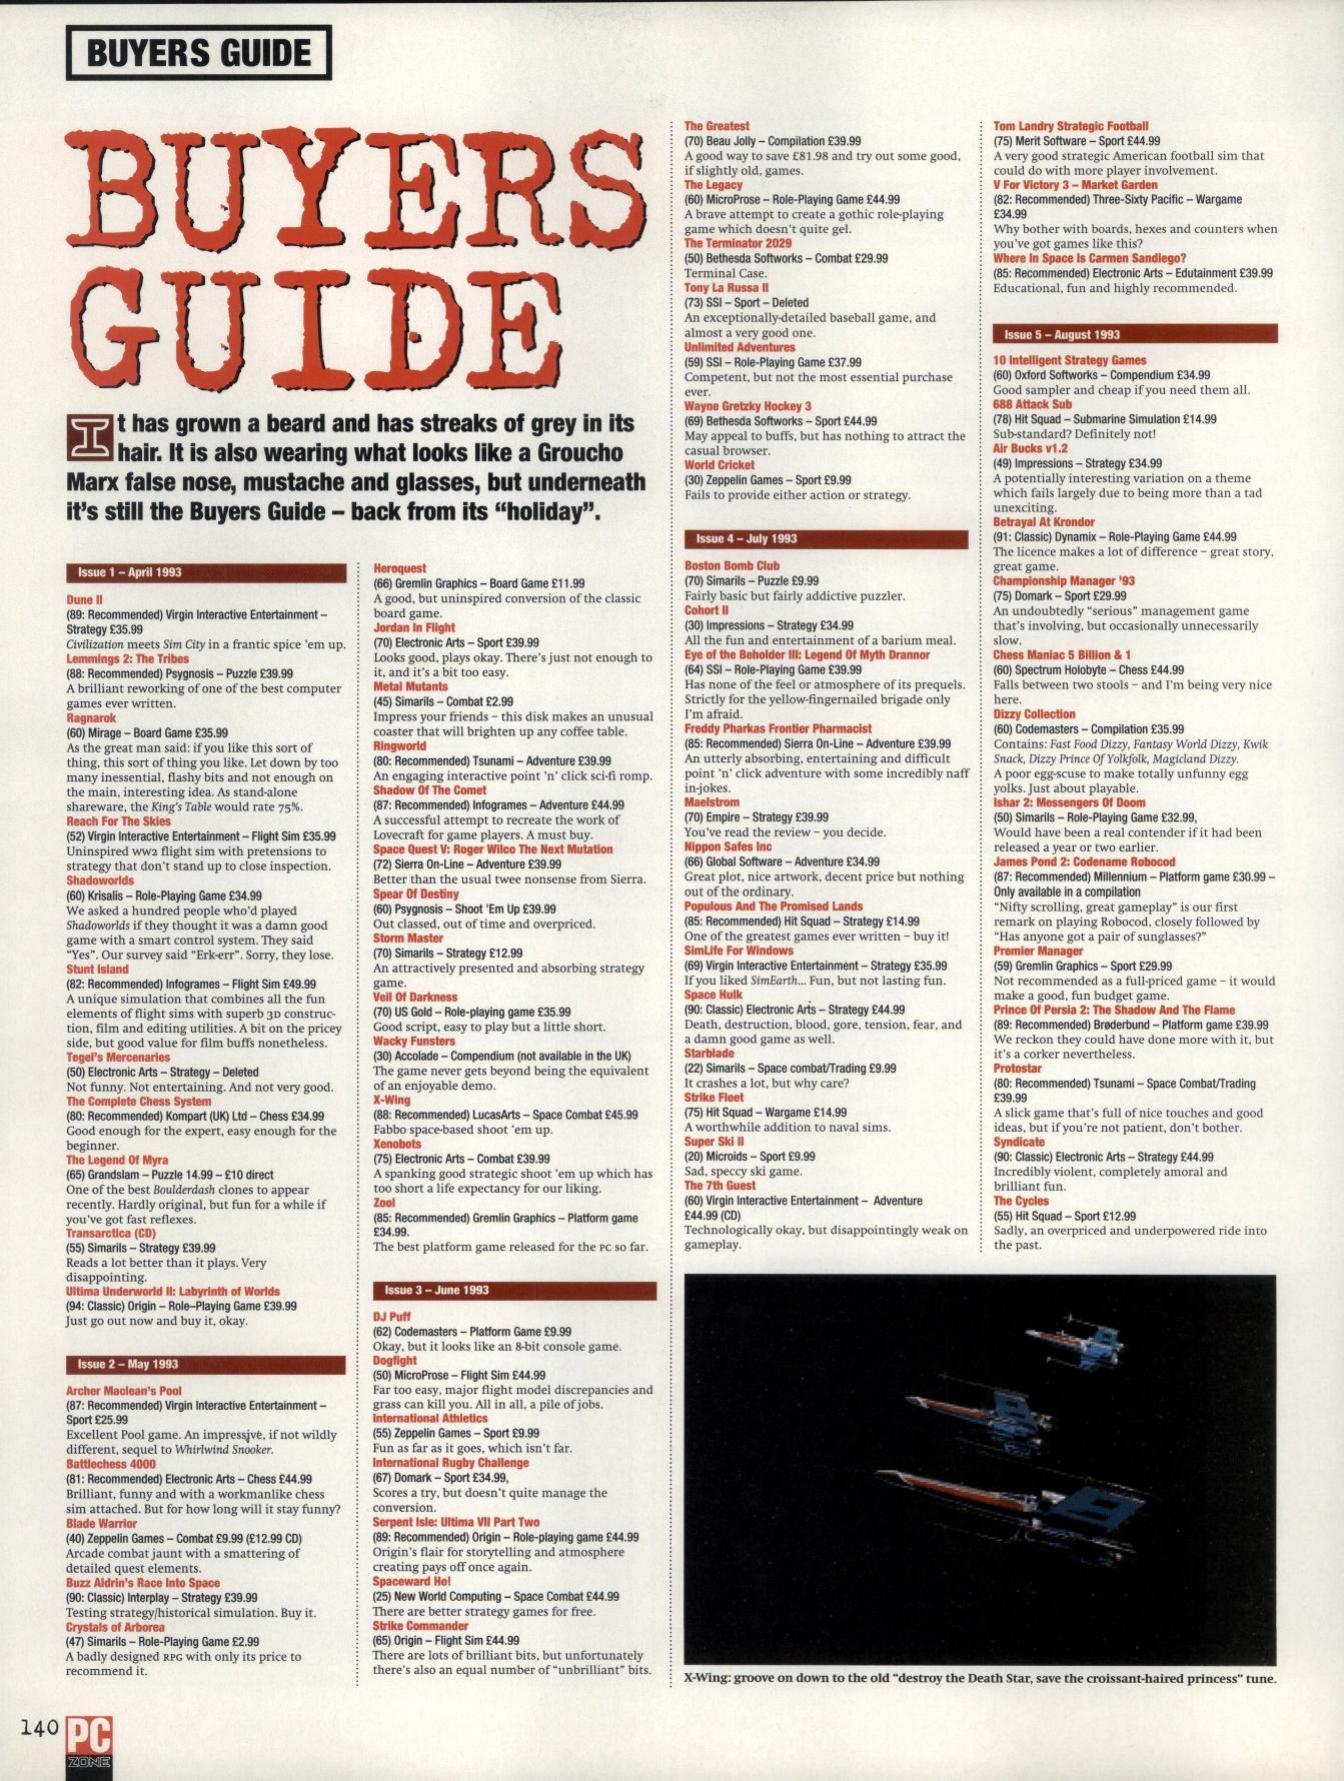 BUYERS GUIDE
BUYERS
GUIDE
It has grown a beard and has streaks of grey in its
hair. It is also wearing what looks like a Groucho
Marx false nose, mustache and glasses, but underneath
it's still the Buyers Guide – back from its “holiday”.
Issue 1 – April 1993
Dune II
(89: Recommended) Virgin Interactive Entertainment –
Strategy £35.99
Civilization meets Sim City in a frantic spice 'em up.
Lemmings 2: The Tribes
(88: Recommended) Psygnosis – Puzzle £39.99
A brilliant reworking of one of the best computer
games ever written.
Ragnarok
(60) Mirage – Board Game £35.99
As the great man said: if you like this sort of
thing, this sort of thing you like. Let down by too
many inessential, flashy bits and not enough on
the main, interesting idea. As stand-alone
shareware, the King's Table would rate 75%.
Reach For The Skies
(52) Virgin Interactive Entertainment – Flight Sim £35.99
Uninspired WW2 flight sim with pretensions to
strategy that don't stand up to close inspection.
Shadoworlds
(60) Krisalis – Role-Playing Game £34.99
We asked a hundred people who'd played
Shadoworlds if they thought it was a damn good
game with a smart control system. They said
“Yes”. Our survey said “Erk-err”. Sorry, they lose.
Stunt Island
(82: Recommended) Infogrames – Flight Sim £49.99
A unique simulation that combines all the fun
elements of flight sims with superb 3D construc-
tion, film and editing utilities. A bit on the pricey
side, but good value for film buffs nonetheless.
Tegel's Mercenaries
(50) Electronic Arts – Strategy – Deleted
Not funny. Not entertaining. And not very good.
The Complete Chess System
(80: Recommended) Kompart (UK) Ltd – Chess £34.99
Good enough for the expert, easy enough for the
beginner.
The Legend Of Myra
(65) Grandslam – Puzzle 14.99 – £10 direct
One of the best Boulderdash clones to appear
recently. Hardly original, but fun for a while if
you've got fast reflexes.
Transarctica (CD)
(55) Simarils – Strategy £39.99
Reads a lot better than it plays. Very
disappointing.
Ultima Underworld II: Labyrinth of Worlds
(94: Classic) Origin – Role–Playing Game £39.99
Just go out now and buy it, okay.
Issue 2 – May 1993
Archer Maclean's Pool
(87: Recommended) Virgin Interactive Entertainment –
Sport £25.99
Excellent Pool game. An impressive, if not wildly
different, sequel to Whirlwind Snooker.
Battlechess 4000
(81: Recommended) Electronic Arts – Chess £44.99
Brilliant, funny and with a workmanlike chess
sim attached. But for how long will it stay funny?
Blade Warrior
(40) Zeppelin Games – Combat £9.99 (£12.99 CD)
Arcade combat jaunt with a smattering of
detailed quest elements.
Buzz Aldrin's Race Into Space
(90: Classic) Interplay – Strategy £39.99
Testing strategy/historical simulation. Buy it.
Crystals of Arborea
(47) Simarils – Role-Playing Game £2.99
A badly designed RPG with only its price to
recommend it.
Heroquest
(66) Gremlin Graphics – Board Game £11.99
A good, but uninspired conversion of the classic
board game.
Jordan In Flight
(70) Electronic Arts – Sport £39.99
Looks good, plays okay. There's just not enough to
it, and it's a bit too easy.
Metal Mutants
(45) Simarils – Combat £2.99
Impress your friends – this disk makes an unusual
coaster that will brighten up any coffee table.
Ringworld
(80: Recommended) Tsunami – Adventure £39.99
An engaging interactive point 'n' click sci-fi romp.
Shadow Of The Comet
(87: Recommended) Infogrames – Adventure £44.99
A successful attempt to recreate the work of
Lovecraft for game players. A must buy.
Space Quest V: Roger Wilco The Next Mutation
(72) Sierra On-Line – Adventure £39.99
Better than the usual twee nonsense from Sierra.
Spear Of Destiny
(60) Psygnosis – Shoot 'Em Up £39.99
Out classed, out of time and overpriced.
Storm Master
(70) Simarils – Strategy £12.99
An attractively presented and absorbing strategy
game.
Veil Of Darkness
(70) US Gold – Role-playing game £35.99
Good script, easy to play but a little short.
Wacky Funsters
(30) Accolade – Compendium (not available in the UK)
The game never gets beyond being the equivalent
of an enjoyable demo.
X-Wing
(88: Recommended) LucasArts – Space Combat £45.99
Fabbo space-based shoot 'em up.
Xenobots
(75) Electronic Arts – Combat £39.99
A spanking good strategic shoot 'em up which has
too short a life expectancy for our liking.
Zool
(85: Recommended) Gremlin Graphics – Platform game
£34.99.
The best platform game released for the PC so far.
Issue 3 – June 1993
DJ Puff
(62) Codemasters – Platform Game £9.99
Okay, but it looks like an 8-bit console game.
Dogfight
(50) MicroProse – Flight Sim £44.99
Far too easy, major flight model discrepancies and
grass can kill you. All in all, a pile of jobs.
International Athletics
(55) Zeppelin Games – Sport £9.99
Fun as far as it goes, which isn't far.
International Rugby Challenge
(67) Domark – Sport £34.99,
Scores a try, but doesn't quite manage the
conversion.
Serpent Isle: Ultima VII Part Two
(89: Recommended) Origin – Role-playing game £44.99
Origin's flair for storytelling and atmosphere
creating pays off once again.
Spaceward Ho!
(25) New World Computing – Space Combat £44.99
There are better strategy games for free.
Strike Commander
(65) Origin – Flight Sim £44.99
There are lots of brilliant bits, but unfortunately
there's also an equal number of “unbrilliant” bits.
The Greatest
(70) Beau Jolly – Compilation £39.99
A good way to save £81.98 and try out some good,
if slightly old, games.
The Legacy
(60) MicroProse – Role-Playing Game £44.99
A brave attempt to create a gothic role-playing
game which doesn't quite gel.
The Terminator 2029
(50) Bethesda Softworks – Combat £29.99
Terminal Case.
Tony La Russa II
(73) SSI – Sport – Deleted
An exceptionally-detailed baseball game, and
almost a very good one.
Unlimited Adventures
(59) SSI – Role-Playing Game £37.99
Competent, but not the most essential purchase
ever.
Wayne Gretzky Hockey 3
(69) Bethesda Softworks – Sport £44.99
May appeal to buffs, but has nothing to attract the
casual browser.
World Cricket
(30) Zeppelin Games – Sport £9.99
Fails to provide either action or strategy.
Issue 4 – July 1993
Boston Bomb Club
(70) Simarils – Puzzle £9.99
Fairly basic but fairly addictive puzzler.
Cohort II
(30) Impressions – Strategy £34.99
All the fun and entertainment of a barium meal.
Eye of the Beholder III: Legend Of Myth Drannor
(64) SSI – Role-Playing Game £39.99
Has none of the feel or atmosphere of its prequels.
Strictly for the yellow-fingernailed brigade only
I'm afraid.
Freddy Pharkas Frontier Pharmacist
(85: Recommended) Sierra On-Line – Adventure £39.99
An utterly absorbing, entertaining and difficult
point 'n' click adventure with some incredibly naff
in-jokes.
Maelstrom
(70) Empire – Strategy £39.99
You've read the review – you decide.
Nippon Safes Inc
(66) Global Software – Adventure £34.99
Great plot, nice artwork, decent price but nothing
out of the ordinary.
Populous And The Promised Lands
(85: Recommended) Hit Squad – Strategy £14.99
One of the greatest games ever written – buy it!
SimLife For Windows
(69) Virgin Interactive Entertainment – Strategy £35.99
If you liked SimEarth... Fun, but not lasting fun.
Space Hulk
(90: Classic) Electronic Arts – Strategy £44.99
Death, destruction, blood, gore, tension, fear, and
a damn good game as well.
Starblade
(22) Simarils – Space combat/Trading £9.99
It crashes a lot, but why care?
Strike Fleet
(75) Hit Squad – Wargame £14.99
A worthwhile addition to naval sims.
Super Ski II
(20) Microids – Sport £9.99
Sad, speccy ski game.
The 7th Guest
(60) Virgin Interactive Entertainment – Adventure
£44.99 (CD)
Technologically okay, but disappointingly weak on
gameplay.
Tom Landry Strategic Football
(75) Merit Software – Sport £44.99
A very good strategic American football sim that
could do with more player involvement.
V For Victory 3 – Market Garden
(82: Recommended) Three-Sixty Pacific – Wargame
£34.99
Why bother with boards, hexes and counters when
you've got games like this?
Where In Space Is Carmen Sandiego?
(85: Recommended) Electronic Arts – Edutainment £39.99
Educational, fun and highly recommended.
Issue 5 – August 1993
10 Intelligent Strategy Games
(60) Oxford Softworks – Compendium £34.99
Good sampler and cheap if you need them all.
688 Attack Sub
(78) Hit Squad – Submarine Simulation £14.99
Sub-standard? Definitely not!
Air Bucks v1.2
(49) Impressions – Strategy £34.99
A potentially interesting variation on a theme
which fails largely due to being more than a tad
unexciting.
Betrayal At Krondor
(91: Classic) Dynamix – Role-Playing Game £44.99
The licence makes a lot of difference – great story,
great game.
Championship Manager '93
(75) Domark – Sport £29.99
An undoubtedly “serious” management game
that's involving, but occasionally unnecessarily
slow.
Chess Maniac 5 Billion & 1
(60) Spectrum Holobyte – Chess £44.99
Falls between two stools – and I'm being very nice
here.
Dizzy Collection
(60) Codemasters – Compilation £35.99
Contains: Fast Food Dizzy, Fantasy World Dizzy, Kwik
Snack, Dizzy Prince Of Yolkfolk, Magicland Dizzy.
A poor egg-scuse to make totally unfunny egg
yolks. Just about playable.
Ishar 2: Messengers Of Doom
(50) Simarils – Role-Playing Game £32.99,
Would have been a real contender if it had been
released a year or two earlier.
James Pond 2: Codename Robocod
(87: Recommended) Millennium – Platform game £30.99 –
Only available in a compilation
“Nifty scrolling, great gameplay” is our first
remark on playing Robocod, closely followed by
“Has anyone got a pair of sunglasses?”
Premier Manager
(59) Gremlin Graphics – Sport £29.99
Not recommended as a full-priced game – it would
make a good, fun budget game.
Prince Of Persia 2: The Shadow And The Flame
(89: Recommended) Brøderbund – Platform game £39.99
We reckon they could have done more with it, but
it's a corker nevertheless.
Protostar
(80: Recommended) Tsunami – Space Combat/Trading
£39.99
A slick game that's full of nice touches and good
ideas, but if you're not patient, don't bother.
Syndicate
(90: Classic) Electronic Arts – Strategy £44.99
Incredibly violent, completely amoral and
brilliant fun.
The Cycles
(55) Hit Squad – Sport £12.99
Sadly, an overpriced and underpowered ride into
the past.
X-Wing: groove on down to the old “destroy the Death Star, save the croissant-haired princess” tune.
140 PC
ZONE